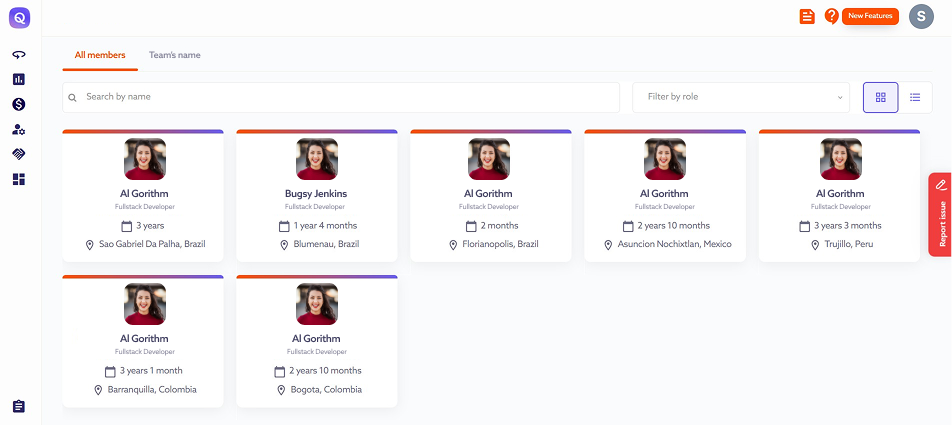 Q
New Features
S
All members
Team's name
Search by name
Filter by role
Al Gorithm
Fullstack Developer
3 years
Sao Gabriel Da Palha, Brazil
Bugsy Jenkins
Fullstack Developer
1 year 4 months
Blumenau, Brazil
Al Gorithm
Fullstack Developer
2 months
Florianopolis, Brazil
Al Gorithm
Fullstack Developer
2 years 10 months
Asuncion Nochixtlan, Mexico
Al Gorithm
Fullstack Developer
3 years 3 months
Trujillo, Peru
Al Gorithm
Fullstack Developer
3 years 1 month
Barranquilla, Colombia
Al Gorithm
Fullstack Developer
2 years 10 months
Bogota, Colombia
Report issue